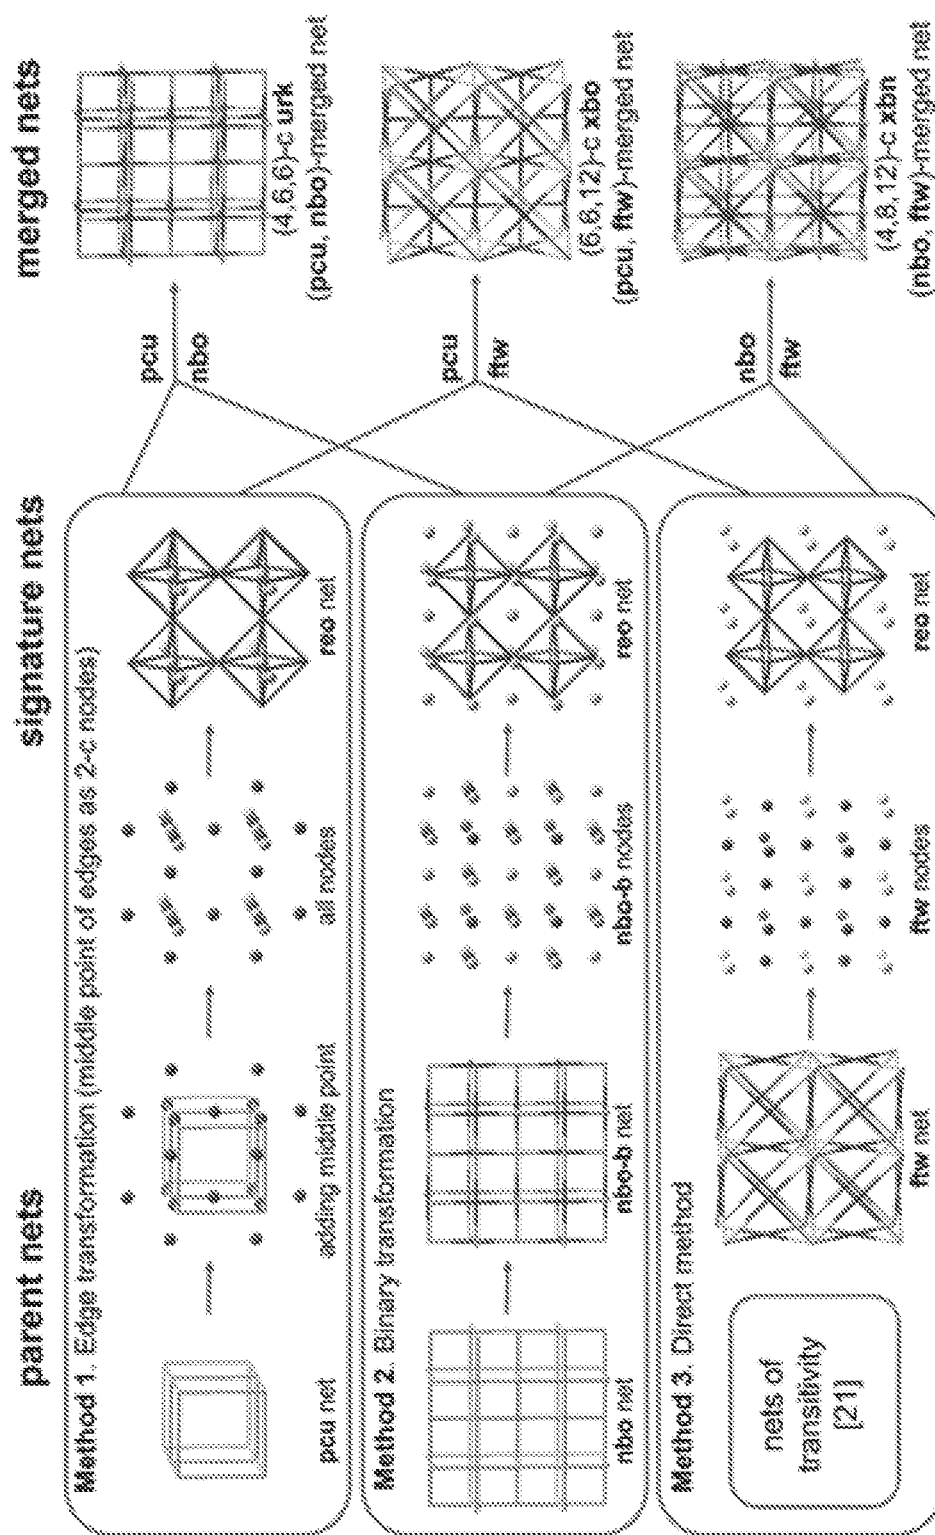 parent nets
signature nets
merged nets
Method 1. Edge transformation (middle point of edges as 2-c nodes)
pcu net
adding middle point
all nodes
reo net
Method 2. Binary transformation
nbo net
nbo-b net
nbo-b nodes
reo net
Method 3. Direct method
nets of
transitivity
[21]
ftw net
ftw nodes
reo net
pcu
nbo
pcu
ftw
nbo
ftw
(4,6,6)-c urk
(pcu, nbo)-merged net
(6,6,12)-c xbo
(pcu, ftw)-merged net
(4,8,12)-c xbn
(nbo, ftw)-merged net